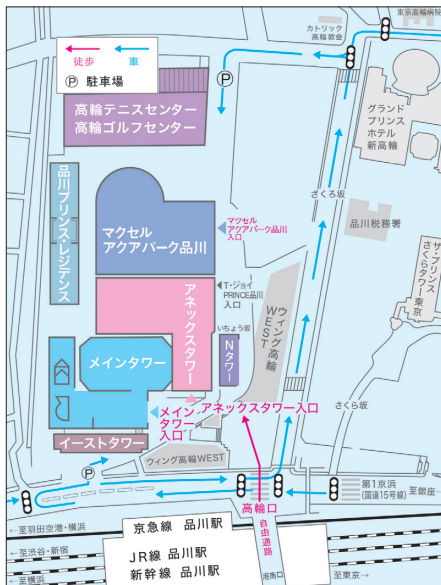 徒歩
車
P 駐車場
カトリック
高輪教会
東京高輪病院
P
高輪テニスセンター
高輪ゴルフセンター
グランド
プリンス
ホテル
新高輪
ざくろ坂
品川プリンス・レジデンス
マクセル
アクアパーク品川
マクセル
アクアパーク品川
入口
品川税務署
ザ・プリンス
さくらタワー東京
T・ジョイ
PRINCE品川
入口
アネックスタワー
ウィング高輪
WEST
いちょう坂
Nタワー
メインタワー
アネックスタワー入口
メイン
タワー
入口
さくら坂
イーストタワー
ウィング高輪WEST
P
第1京浜
(国道15号線)
→至銀座
高輪口
←至羽田空港・横浜
京急線 品川駅
自由通路
←至渋谷・新宿
JR線 品川駅
新幹線 品川駅
←至横浜
港南口
至東京→